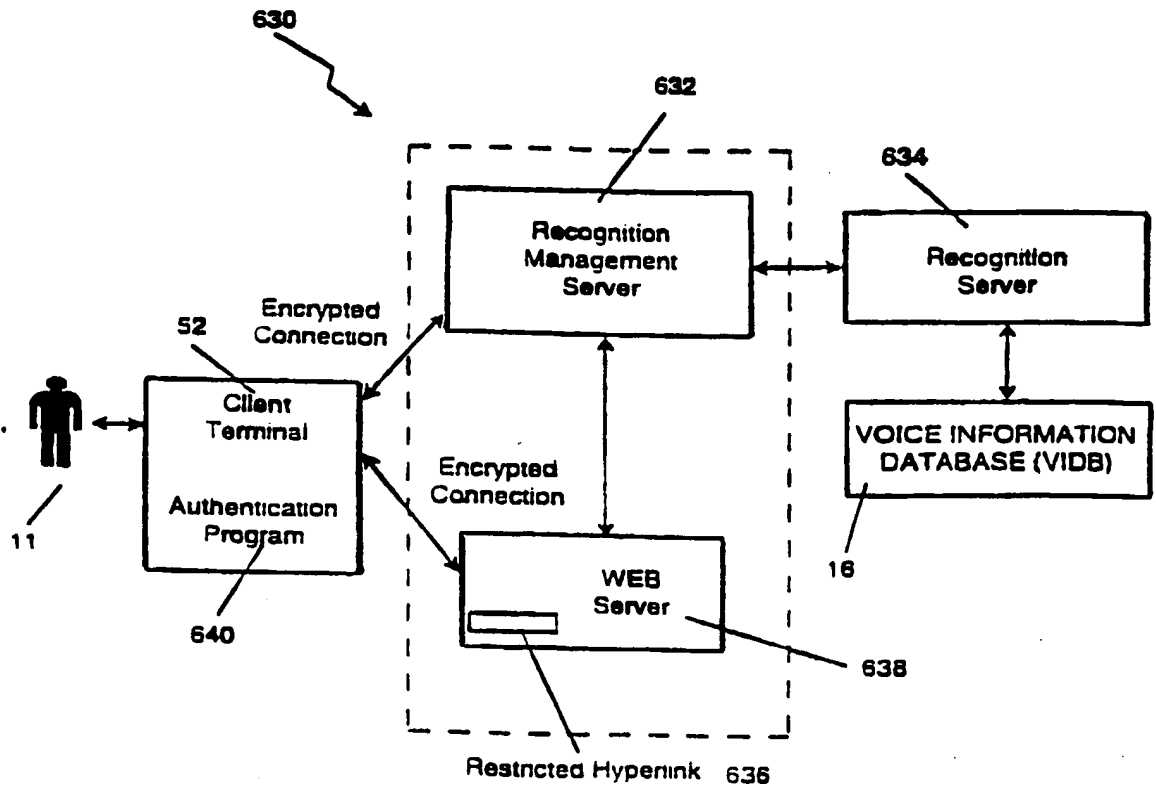 630
632
634
Recognition
Management
Server
Recognition
Server
Encrypted
Connection
52
Client
Terminal
VOICE INFORMATION
DATABASE (VIDB)
Encrypted
Connection
Authentication
Program
11
16
WEB
Server
640
638
Restricted Hyperlink 636